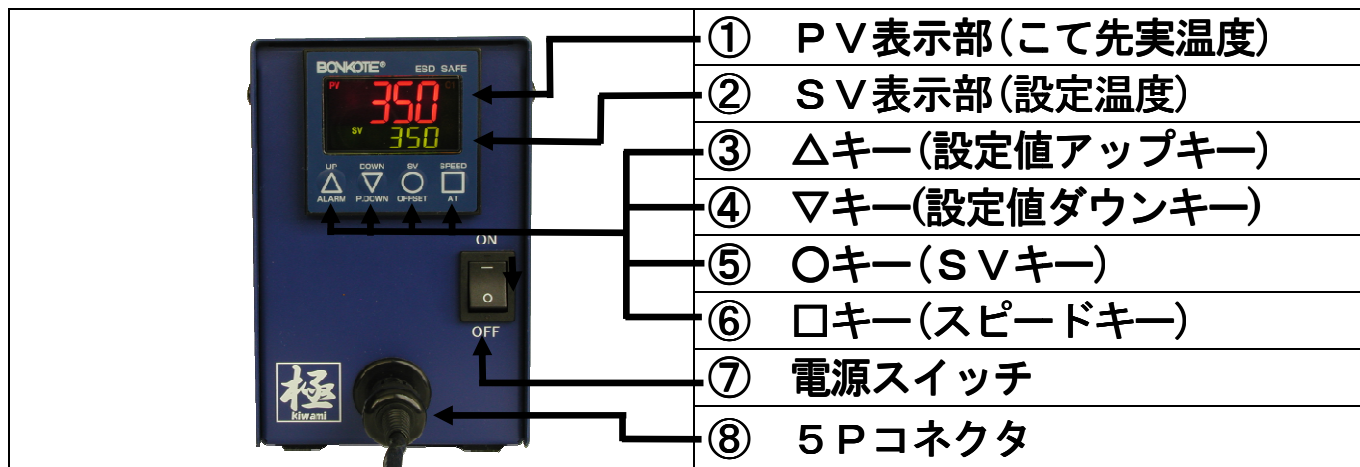 BONKOTE® ESD SAFE
PV 350 C1
SV 350
UP DOWN SV SPEED
△ ▽ ○ □
ALARM P.DOWN OFFSET AT
ON
OFF
極
kiwami
① PV表示部(こて先実温度)
② SV表示部(設定温度)
③ △キー(設定値アップキー)
④ ▽キー(設定値ダウンキー)
⑤ ○キー(SVキー)
⑥ □キー(スピードキー)
⑦ 電源スイッチ
⑧ 5Pコネクタ